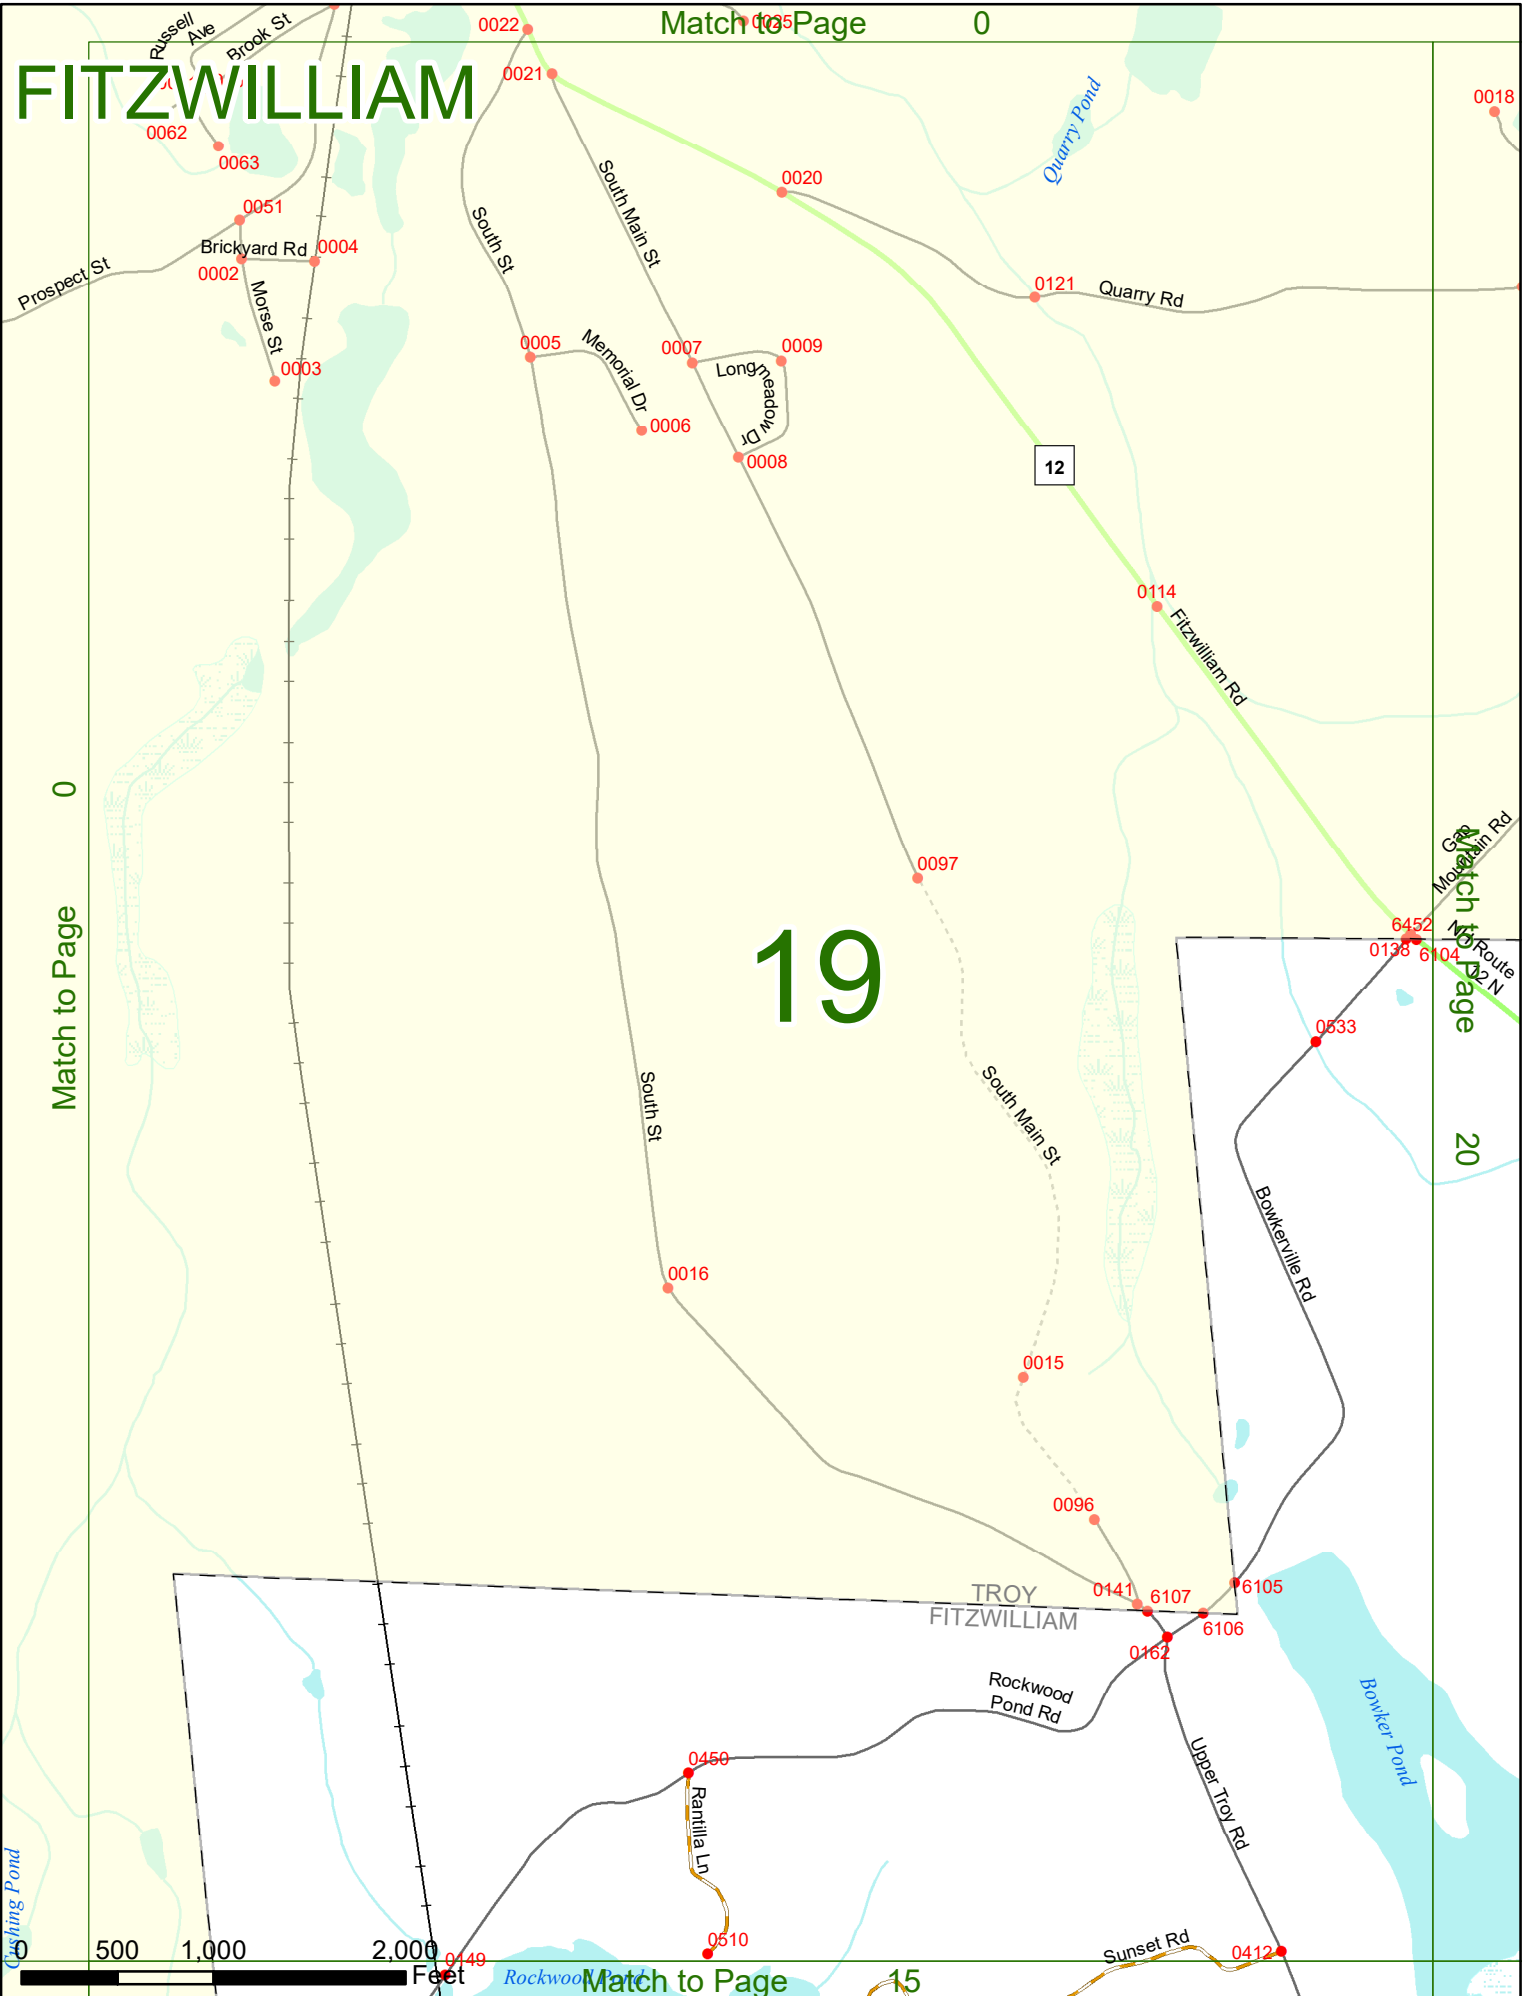 Match to Page 0
FITZWILLIAM
Russell
Ave
Brook St
0022
0025
0021
0018
0062
0063
Quarry Pond
0020
South Main St
0051
Brickyard Rd
0004
0002
South St
Prospect St
Morse St
0121
Quarry Rd
0003
0005
Memorial Dr
0007
0009
Longmeadow Dr
0006
0008
12
0114
Fitzwilliam Rd
Match to Page 0
0097
19
Gap
Mountain Rd
Match to Page 20
6452
0138
6104
NH Route
12 N
0533
South St
South Main St
Bowkerville Rd
0016
0015
0096
0141
6107
6105
TROY
FITZWILLIAM
6106
0162
Rockwood
Pond Rd
Bowker Pond
0450
Upper Troy Rd
Rantilla Ln
Cushing Pond
0510
Sunset Rd
0412
0149
0 500 1,000 2,000
Feet
Rockwood Pond
Match to Page 15